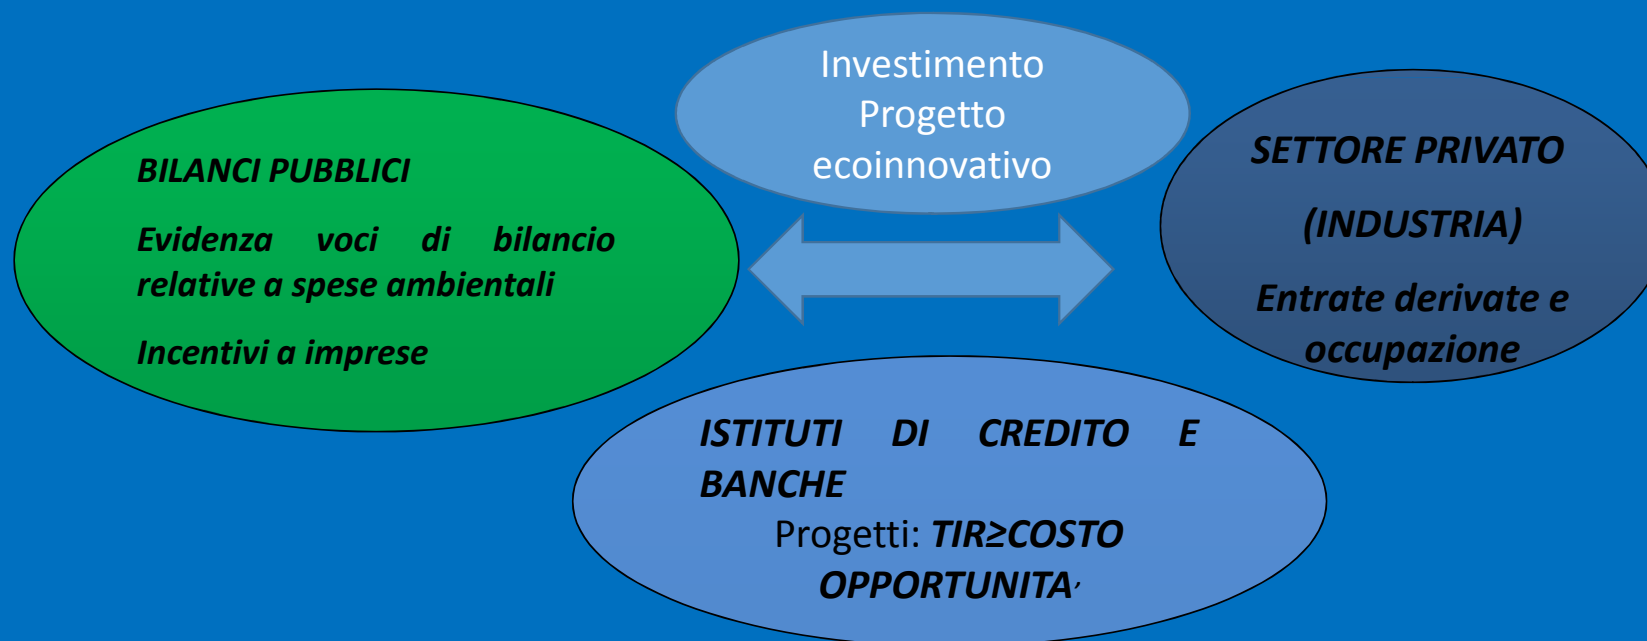 Investimento
Progetto
ecoinnovativo
BILANCI PUBBLICI
Evidenza voci di bilancio
relative a spese ambientali
Incentivi a imprese
SETTORE PRIVATO
(INDUSTRIA)
Entrate derivate e
occupazione
ISTITUTI DI CREDITO E
BANCHE
Progetti: TIR≥COSTO
OPPORTUNITA’